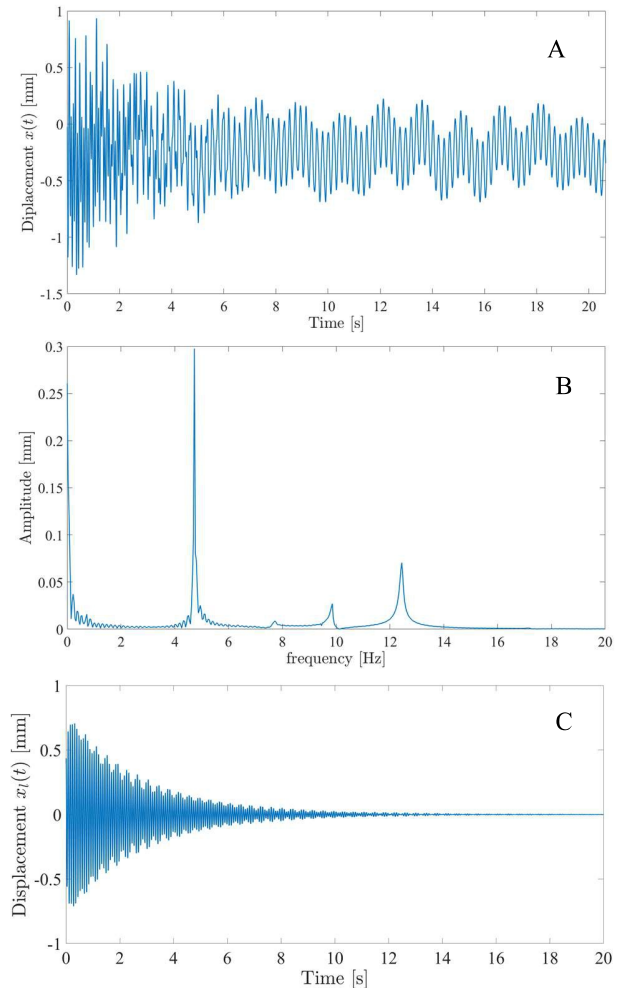 A
Diplacement x(t) [mm]
1
0.5
0
-0.5
-1
-1.5
0 2 4 6 8 10 12 14 16 18 20
Time [s]
B
Amplitude [mm]
0.3
0.25
0.2
0.15
0.1
0.05
0
0 2 4 6 8 10 12 14 16 18 20
frequency [Hz]
C
Displacement x_l(t) [mm]
1
0.5
0
-0.5
-1
0 2 4 6 8 10 12 14 16 18 20
Time [s]